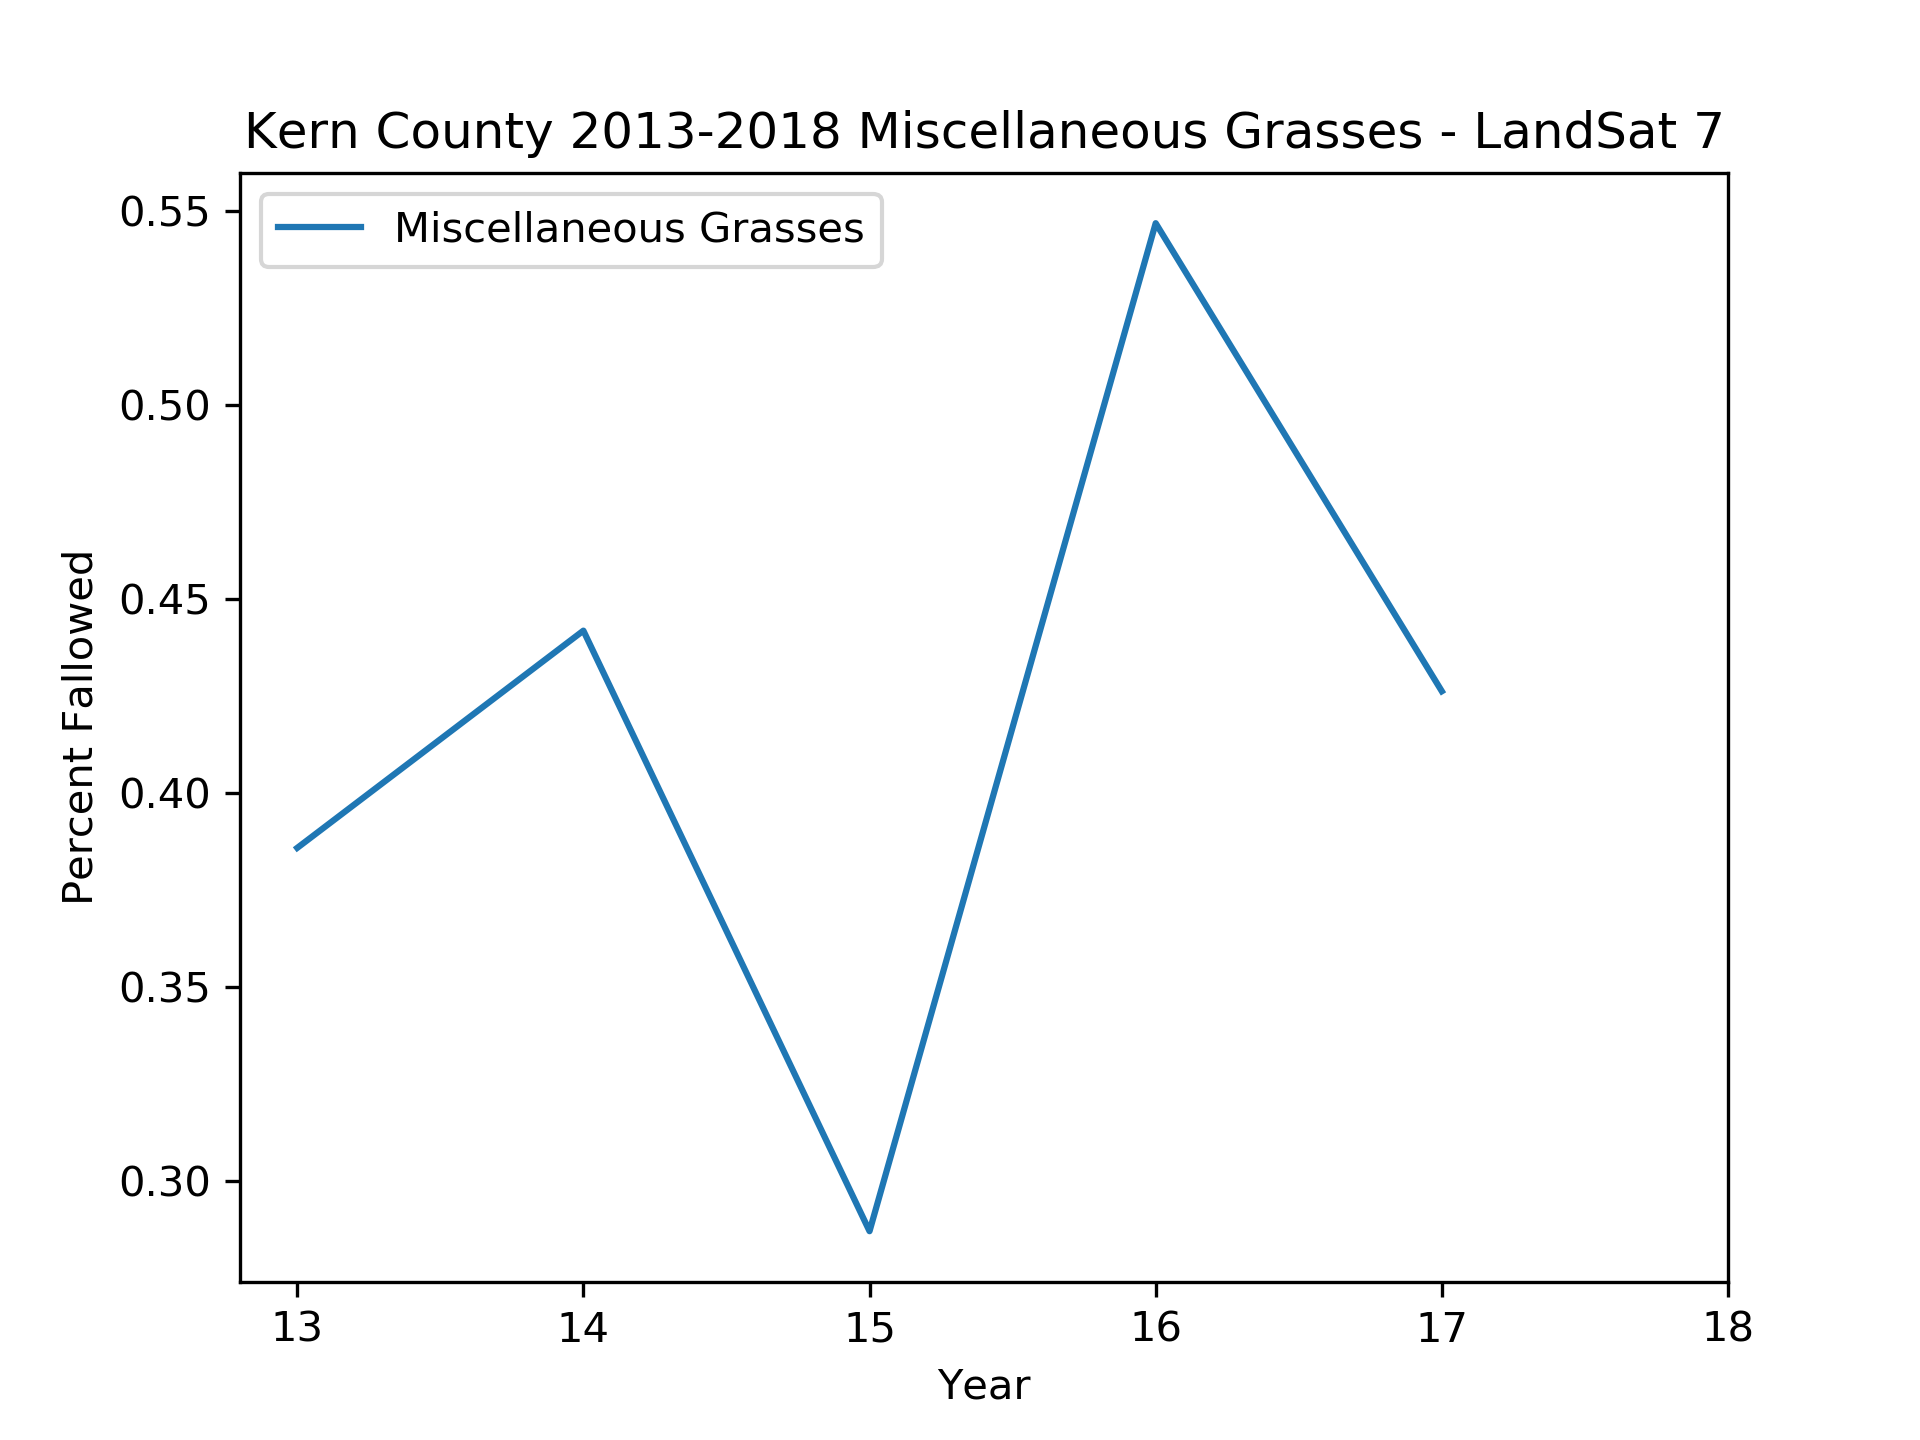 Kern County 2013-2018 Miscellaneous Grasses - LandSat 7
Miscellaneous Grasses
0.55
0.50
0.45
0.40
0.35
0.30
Percent Fallowed
13 14 15 16 17 18
Year